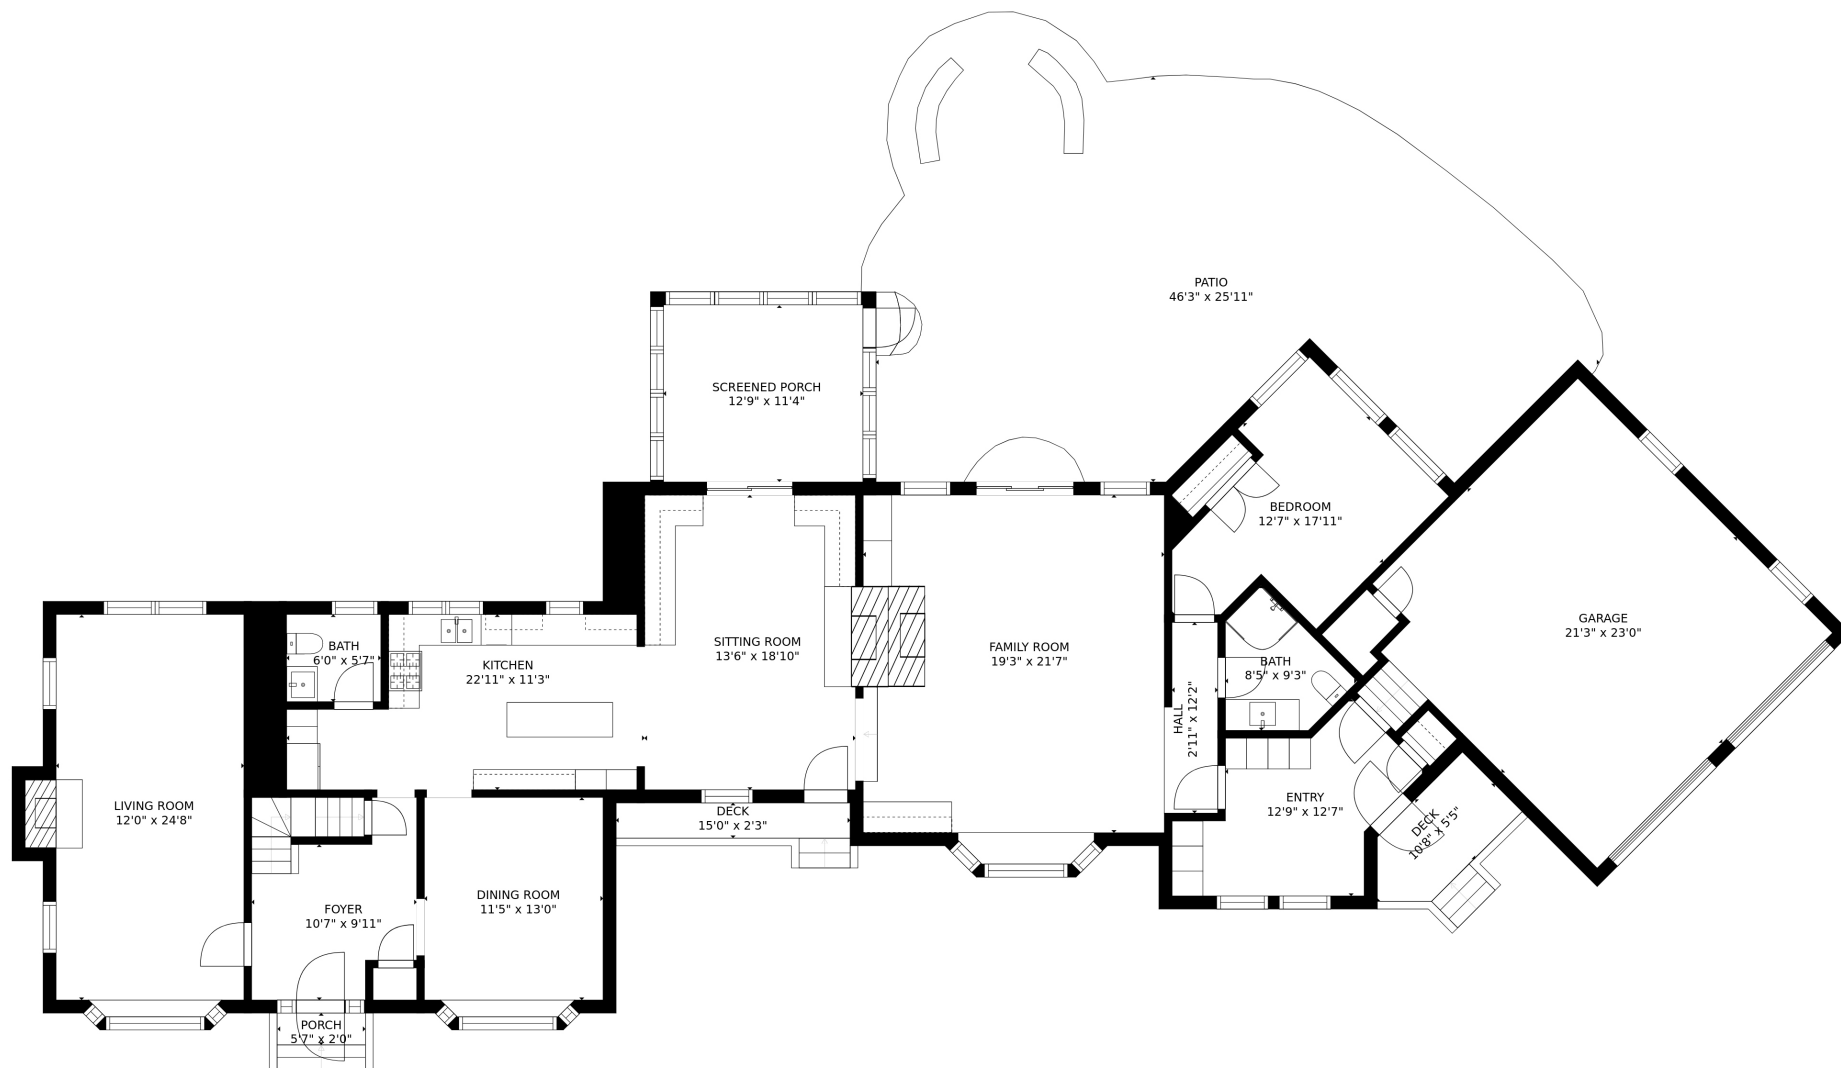 PATIO
46'3" x 25'11"
SCREENED PORCH
12'9" x 11'4"
BEDROOM
12'7" x 17'11"
GARAGE
21'3" x 23'0"
BATH
6'0" x 5'7"
KITCHEN
22'11" x 11'3"
SITTING ROOM
13'6" x 18'10"
FAMILY ROOM
19'3" x 21'7"
BATH
8'5" x 9'3"
HALL
2'11" x 12'2"
LIVING ROOM
12'0" x 24'8"
DECK
15'0" x 2'3"
ENTRY
12'9" x 12'7"
DECK
10'8" x 5'5"
FOYER
10'7" x 9'11"
DINING ROOM
11'5" x 13'0"
PORCH
5'7" x 2'0"